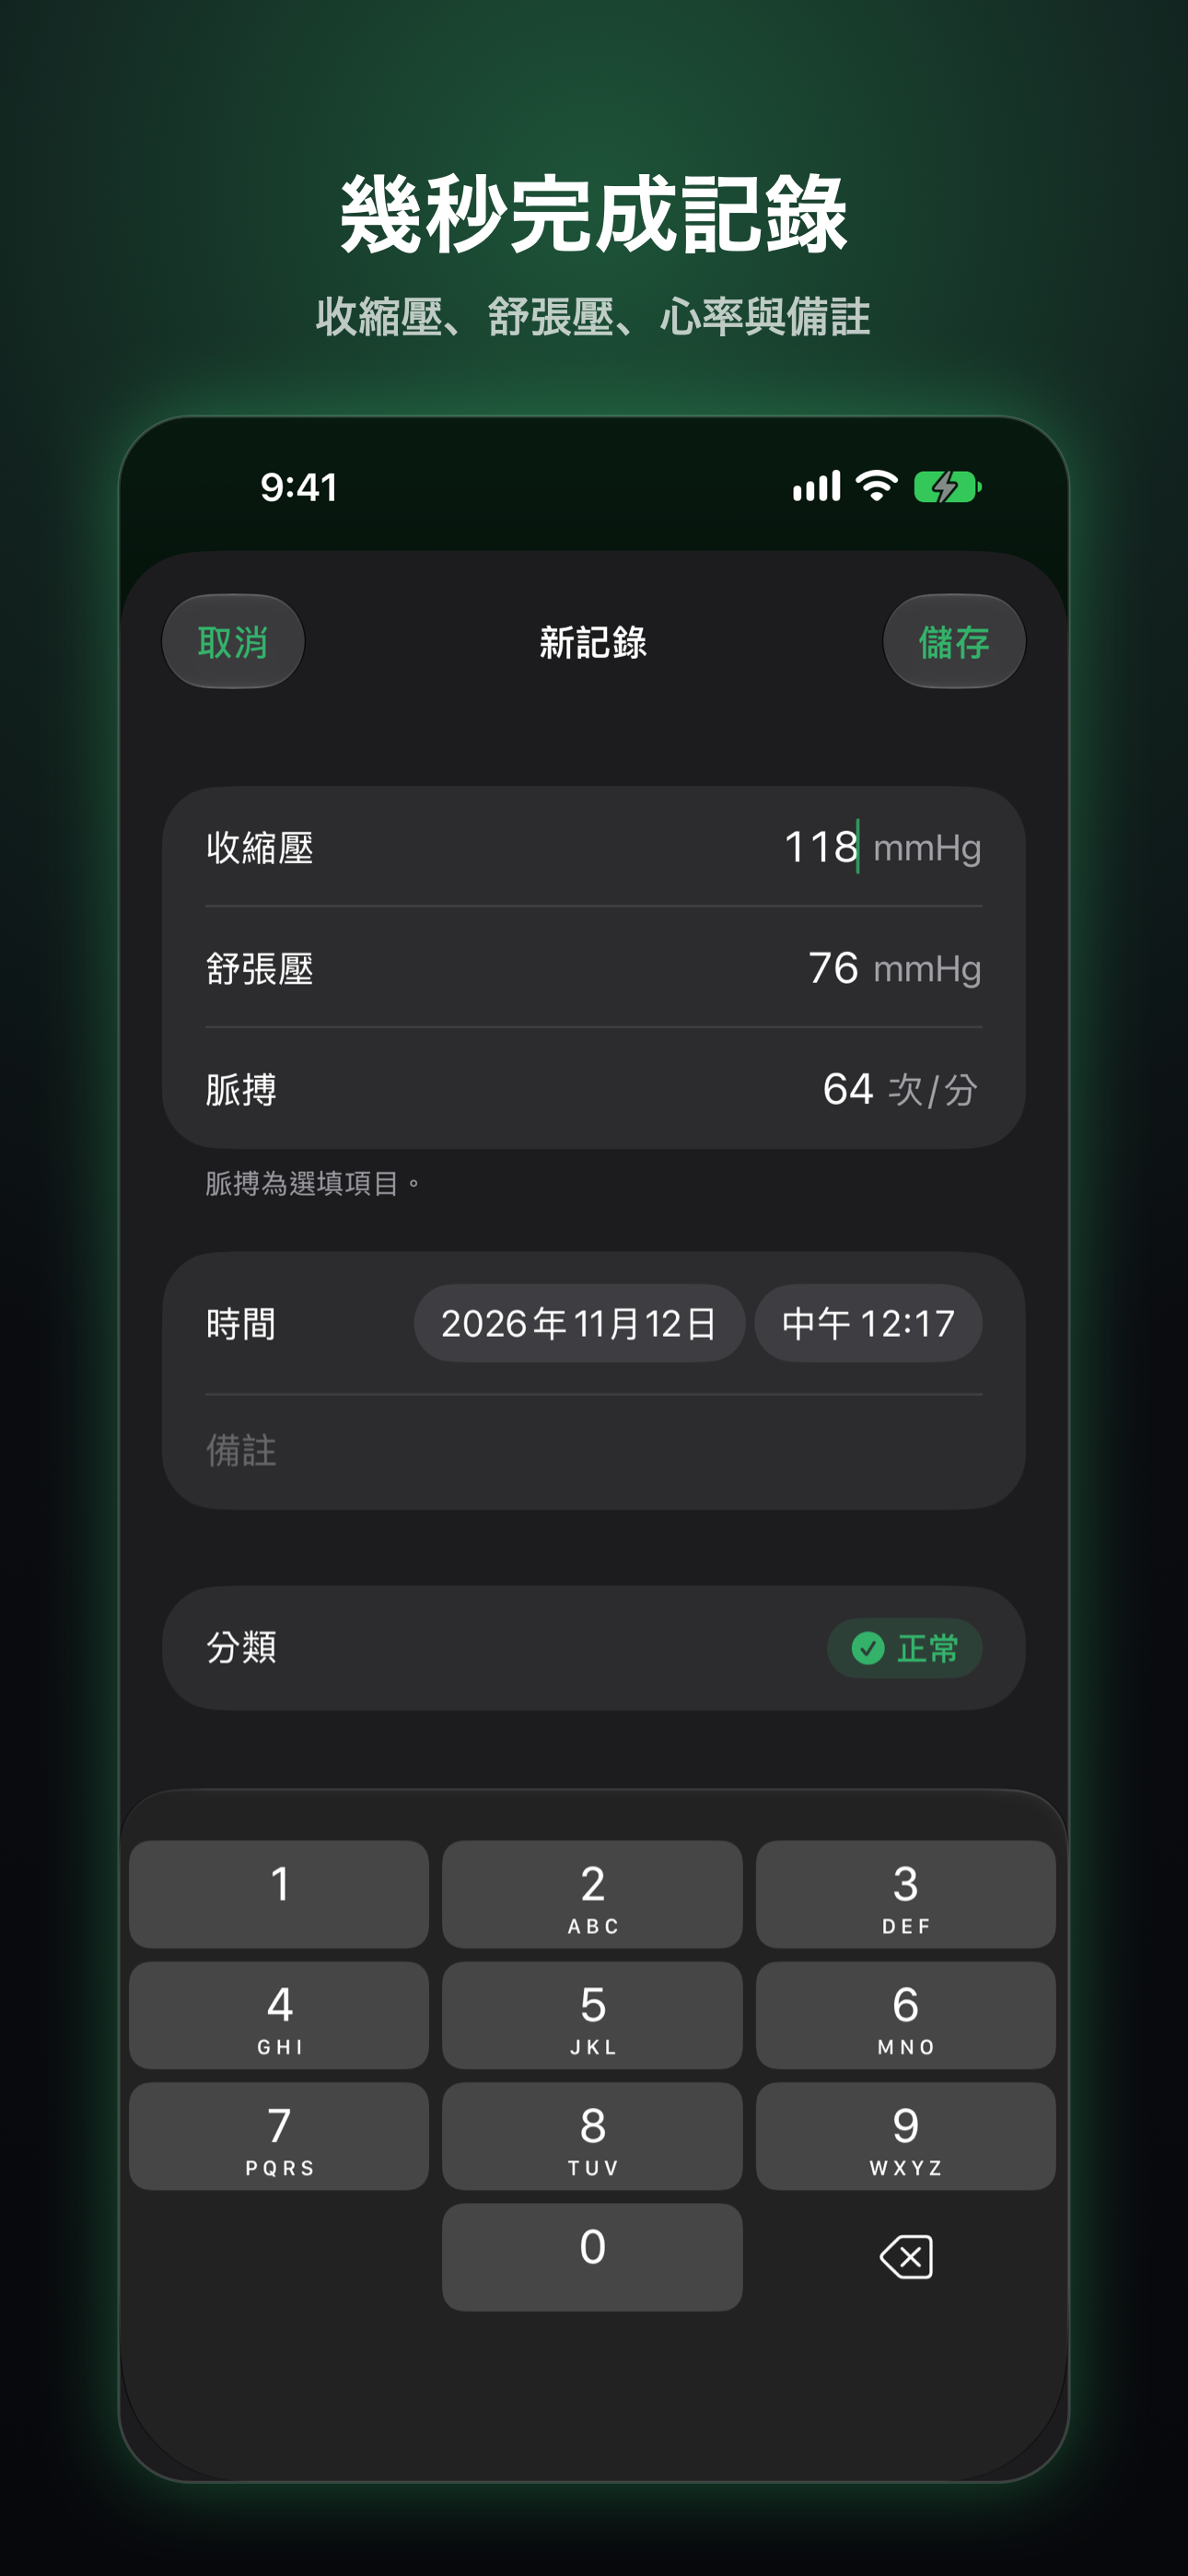 幾秒完成記錄
收縮壓、舒張壓、心率與備註
9:41
取消 新記錄 儲存
收縮壓 118 mmHg
舒張壓 76 mmHg
脈搏 64 次/分
脈搏為選填項目。
時間 2026年11月12日 中午 12:17
備註
分類 正常
1 2 3
ABC DEF
4 5 6
GHI JKL MNO
7 8 9
PQRS TUV WXYZ
0